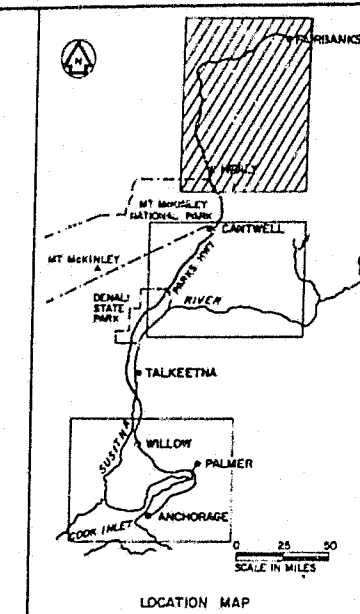 N
FAIRBANKS
HEALY
MT McKINLEY
NATIONAL PARK
CANTWELL
MT McKINLEY
PARKS HWY
DENALI
STATE
PARK
RIVER
TALKEETNA
SUSITNA
WILLOW
PALMER
COOK INLET
ANCHORAGE
0 25 50
SCALE IN MILES
LOCATION MAP